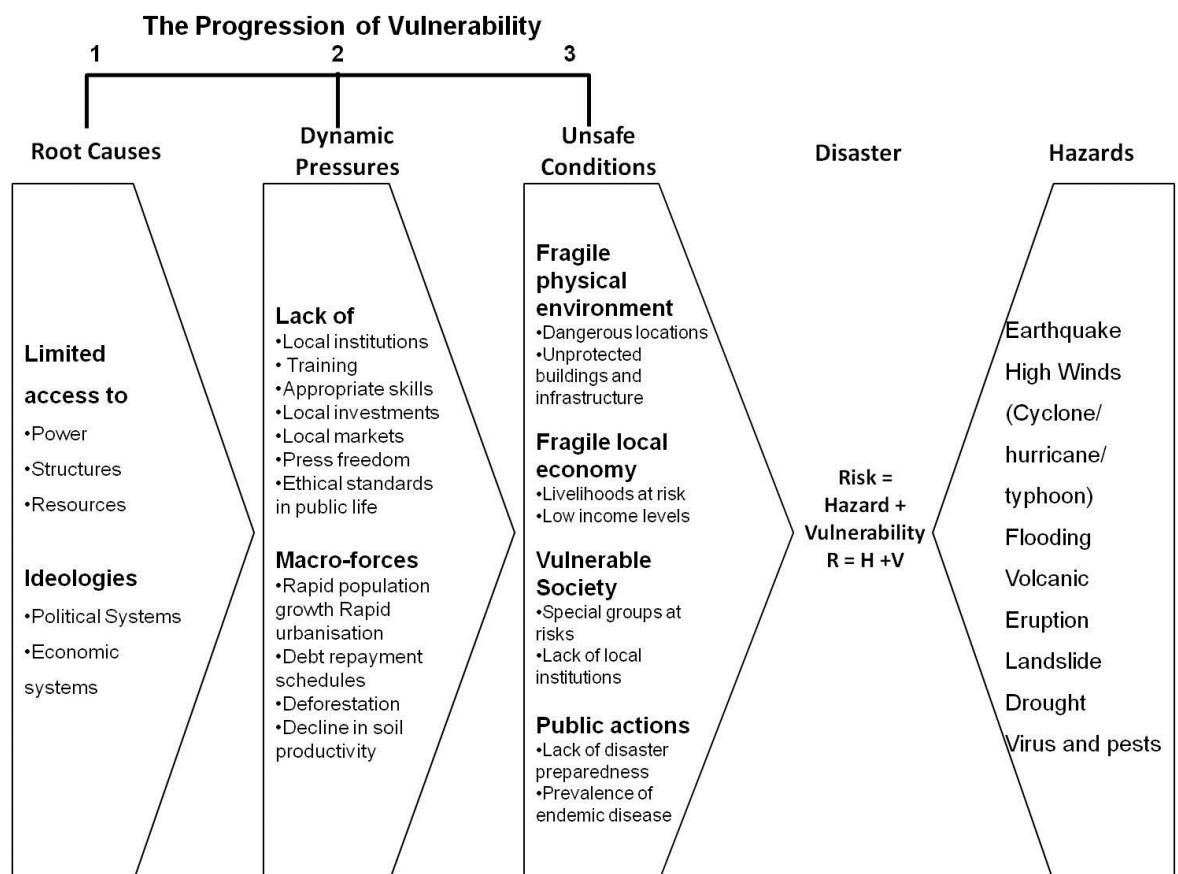 The Progression of Vulnerability
1
2
3
Root Causes
Dynamic
Pressures
Unsafe
Conditions
Disaster
Hazards
Limited
access to
•Power
•Structures
•Resources
Ideologies
•Political Systems
•Economic
systems
Lack of
•Local institutions
• Training
•Appropriate skills
•Local investments
•Local markets
•Press freedom
•Ethical standards
in public life
Macro-forces
•Rapid population
growth Rapid
urbanisation
•Debt repayment
schedules
•Deforestation
•Decline in soil
productivity
Fragile
physical
environment
•Dangerous locations
•Unprotected
buildings and
infrastructure
Fragile local
economy
•Livelihoods at risk
•Low income levels
Vulnerable
Society
•Special groups at
risks
•Lack of local
institutions
Public actions
•Lack of disaster
preparedness
•Prevalence of
endemic disease
Risk =
Hazard +
Vulnerability
R = H +V
Earthquake
High Winds
(Cyclone/
hurricane/
typhoon)
Flooding
Volcanic
Eruption
Landslide
Drought
Virus and pests